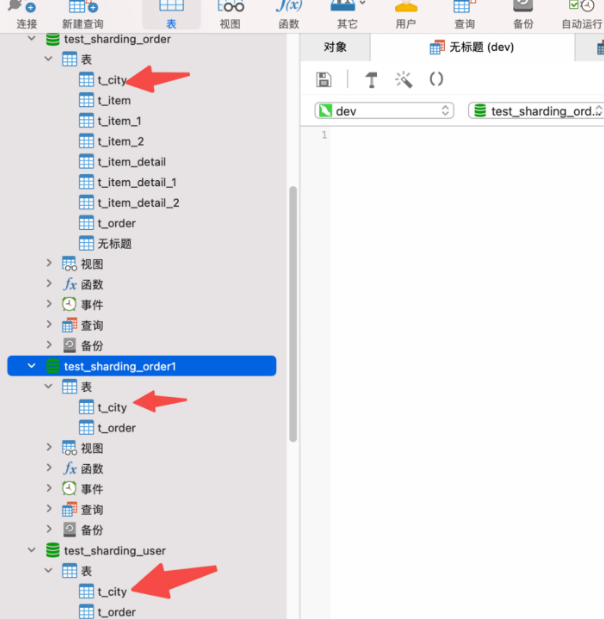 连接 新建查询 表 视图 函数 其它 用户 查询 备份 自动运行
test_sharding_order
表
t_city
t_item
t_item_1
t_item_2
t_item_detail
t_item_detail_1
t_item_detail_2
t_order
无标题
视图
fx 函数
事件
查询
备份
test_sharding_order1
表
t_city
t_order
视图
fx 函数
事件
查询
备份
test_sharding_user
表
t_city
t_order
对象 无标题 (dev)
dev test_sharding_ord...
1